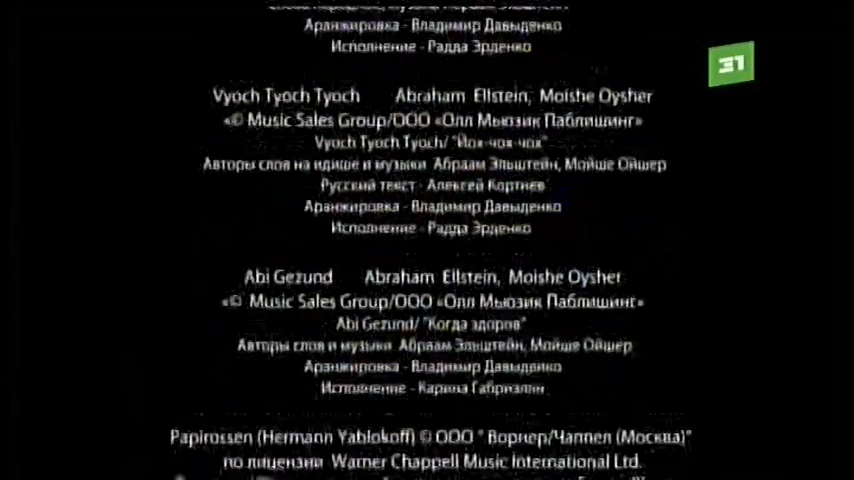 Аранжировка - Владимир Давыденко
Исполнение - Радда Эрденко
31
Vyoch Tyoch Tyoch Abraham Ellstein, Moishe Oysher
«© Music Sales Group/ООО «Олл Мьюзик Паблишинг»
Vyoch Tyoch Tyoch/ "Йох-чох-чох"
Авторы слов на идише и музыки Абраам Эльштейн, Мойше Ойшер
Русский текст - Алексей Кортнев
Аранжировка - Владимир Давыденко
Исполнение - Радда Эрденко
Abi Gezund Abraham Ellstein, Moishe Oysher
«© Music Sales Group/ООО «Олл Мьюзик Паблишинг»
Abi Gezund/ "Когда здоров"
Авторы слов и музыки Абраам Эльштейн, Мойше Ойшер
Аранжировка - Владимир Давыденко
Исполнение - Карина Габриэлян
Papirossen (Hermann Yablokoff) © ООО " Ворнер/Чаппел (Москва)"
по лицензии Warner Chappell Music International Ltd.